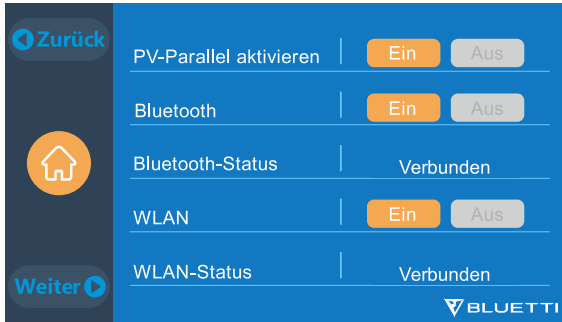 Zurück
PV-Parallel aktivieren Ein Aus
Bluetooth Ein Aus
Bluetooth-Status Verbunden
WLAN Ein Aus
WLAN-Status Verbunden
Weiter
BLUETTI